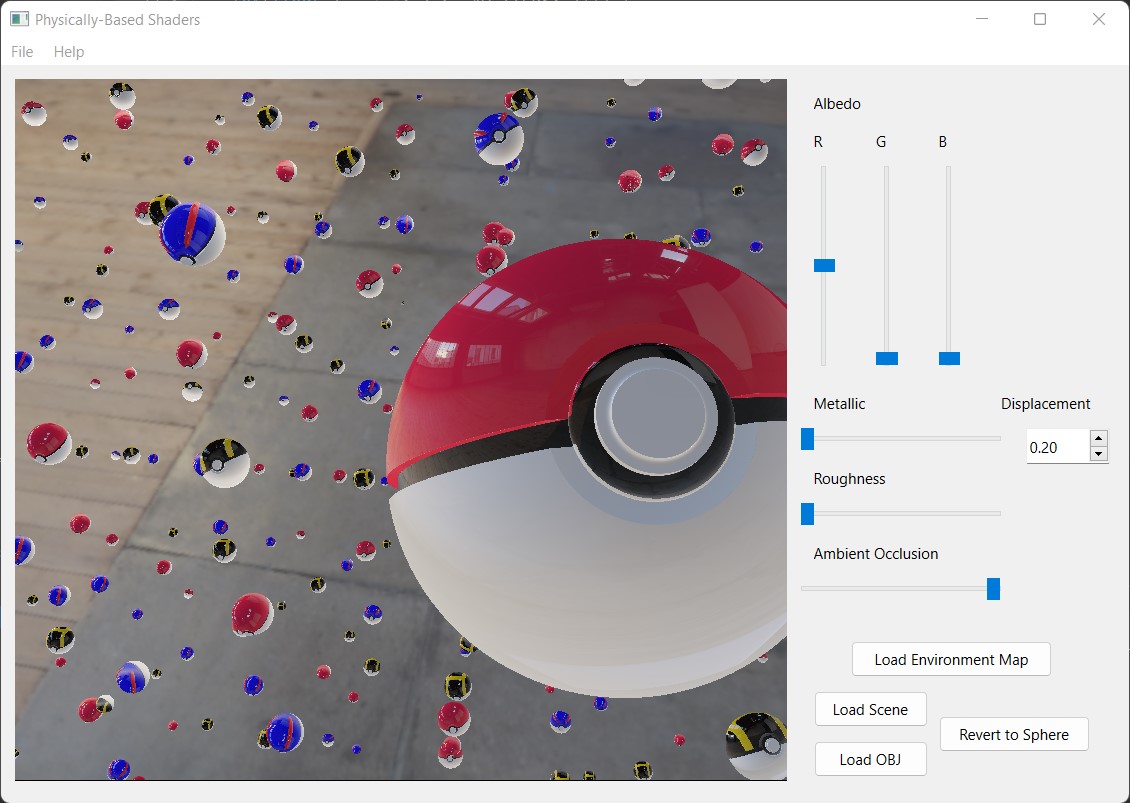 Physically-Based Shaders
File Help
Albedo
R G B
Metallic Displacement
0.20
Roughness
Ambient Occlusion
Load Environment Map
Load Scene
Revert to Sphere
Load OBJ